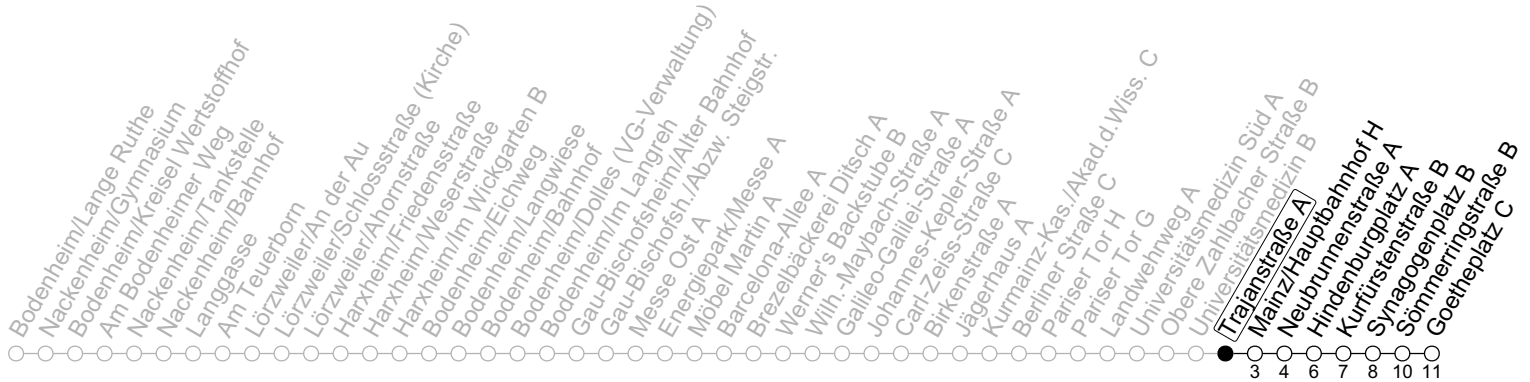 Bodenheim/Lange Ruthe
Nackenheim/Gymnasium
Bodenheim/Kreisel Wertstoffhof
Am Bodenheimer Weg
Nackenheim/Tankstelle
Nackenheim/Bahnhof
Langgasse
Am Teuerborn
Lörzweiler/An der Au
Lörzweiler/Schlossstraße (Kirche)
Lörzweiler/Ahornstraße
Harxheim/Friedensstraße
Harxheim/Weserstraße
Harxheim/Im Wickgarten B
Bodenheim/Eichweg
Bodenheim/Langwiese
Bodenheim/Bahnhof
Bodenheim/Dolles (VG-Verwaltung)
Bodenheim/Im Langreh
Gau-Bischofsheim/Alter Bahnhof
Gau-Bischofsh./Abzw. Steigstr.
Messe Ost A
Energiepark/Messe A
Möbel Martin A
Barcelona-Allee A
Brezelbäckerei Ditsch A
Werner's Backstube B
Wilh.-Maybach-Straße A
Galileo-Galilei-Straße A
Johannes-Kepler-Straße A
Carl-Zeiss-Straße C
Birkenstraße A
Jägerhaus A
Kurmainz-Kas./Akad.d.Wiss. C
Berliner Straße C
Pariser Tor H
Pariser Tor G
Landwehrweg A
Universitätsmedizin Süd A
Obere Zahlbacher Straße B
Universitätsmedizin B
Trajanstraße A
Mainz/Hauptbahnhof H
Neubrunnenstraße A
Hindenburgplatz A
Kurfürstenstraße B
Synagogenplatz B
Sömmerringstraße B
Goetheplatz C
3 4 6 7 8 10 11